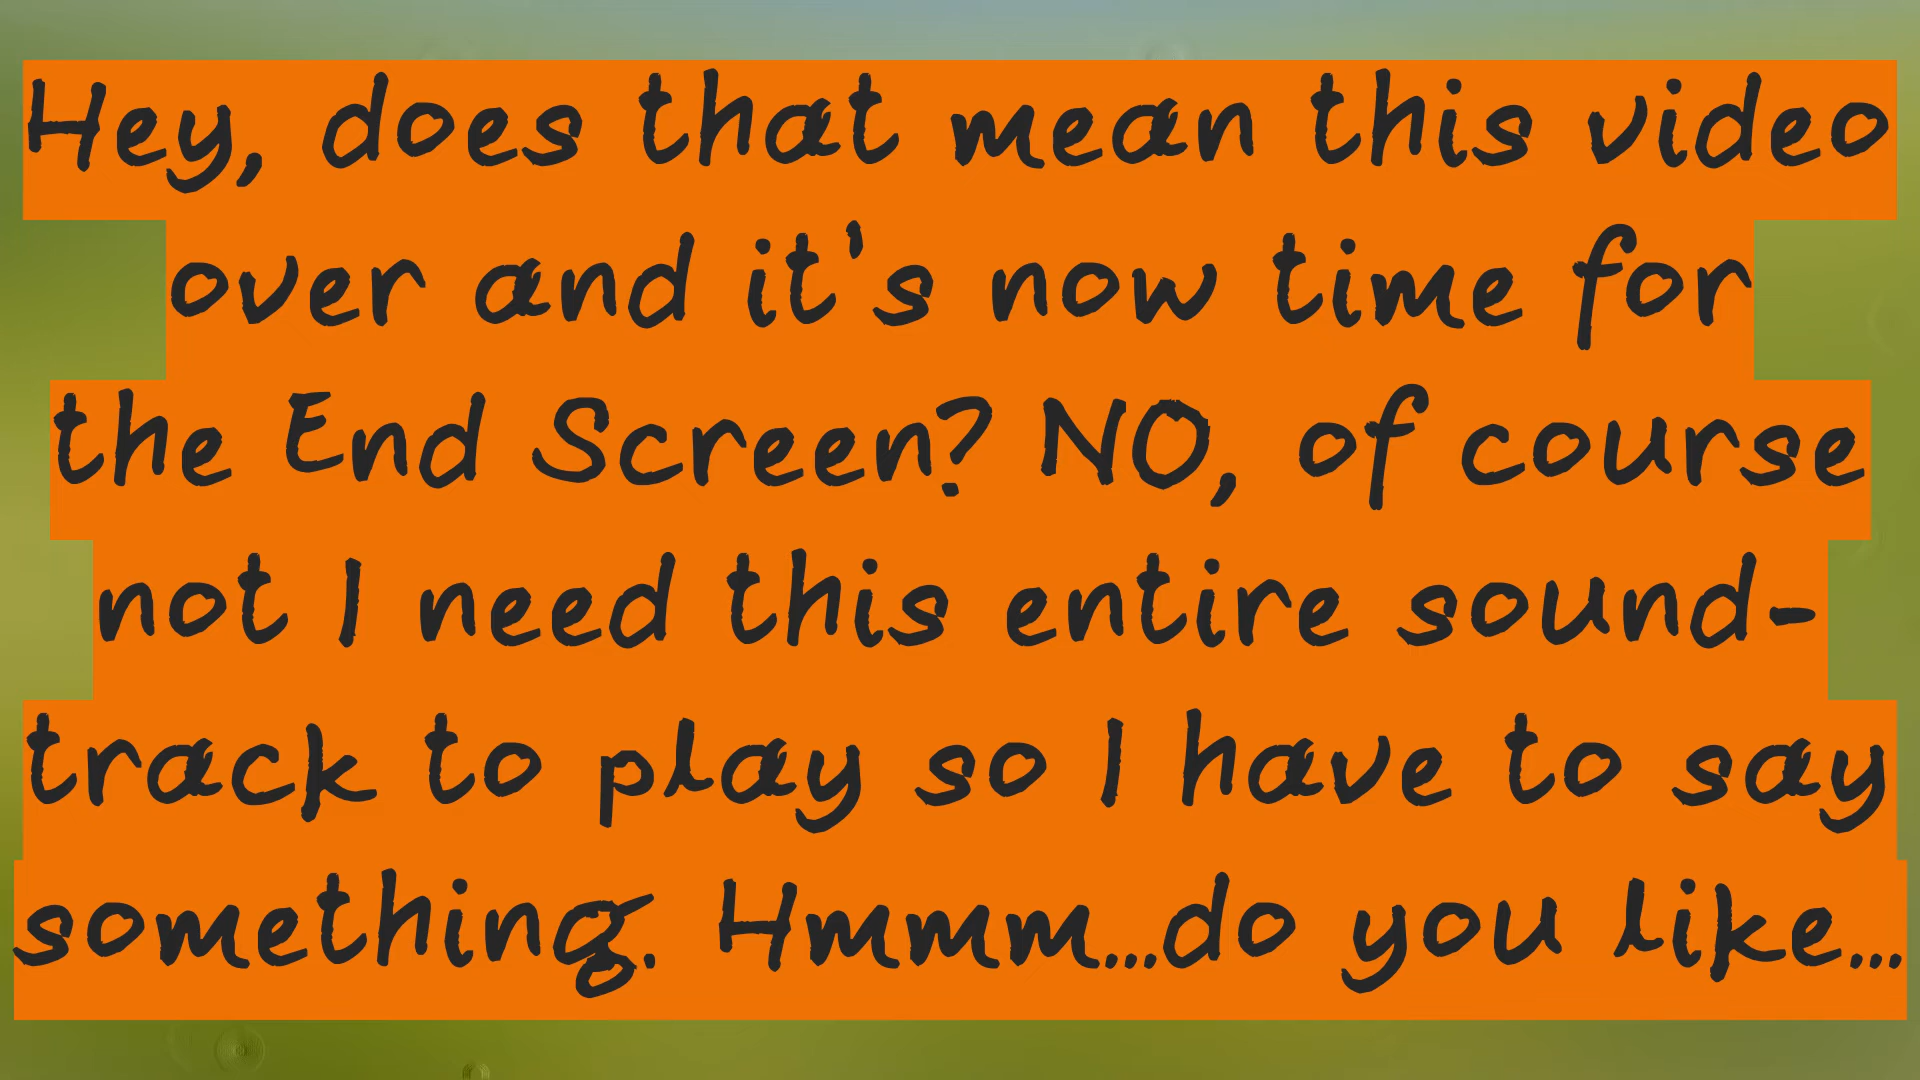 Hey, does that mean this video
over and it's now time for
the End Screen? NO, of course
not I need this entire sound-
track to play so I have to say
something. Hmmm...do you like...